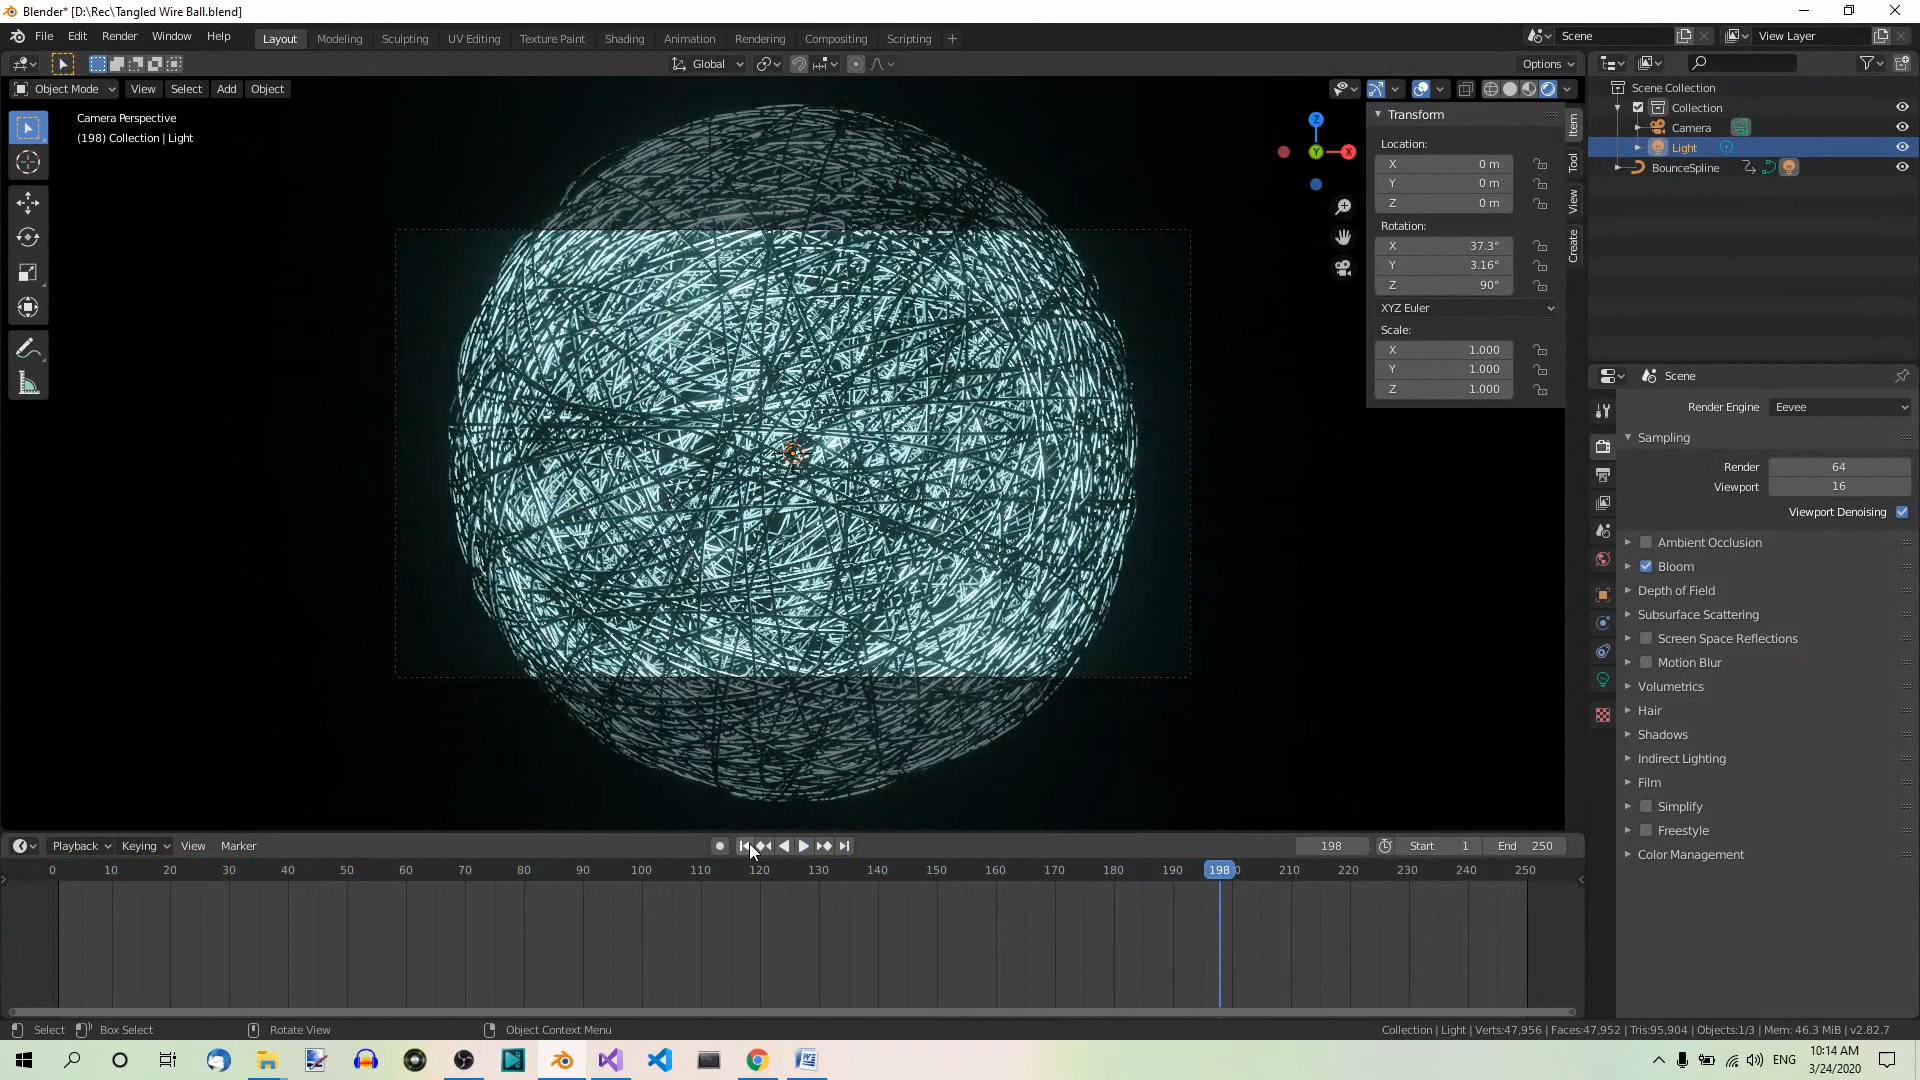 Blender* [D:\Rec\Tangled Wire Ball.blend]
File Edit Render Window Help
Layout Modeling Sculpting UV Editing Texture Paint Shading Animation Rendering Compositing Scripting +
Scene
View Layer
Global
Options
Object Mode View Select Add Object
Camera Perspective
(198) Collection | Light
Z
Y
X
Transform
Location:
X 0 m
Y 0 m
Z 0 m
Rotation:
X 37.3°
Y 3.16°
Z 90°
XYZ Euler
Scale:
X 1.000
Y 1.000
Z 1.000
Item
Tool
View
Create
Scene Collection
Collection
Camera
Light
BounceSpline
Scene
Render Engine Eevee
Sampling
Render 64
Viewport 16
Viewport Denoising
Ambient Occlusion
Bloom
Depth of Field
Subsurface Scattering
Screen Space Reflections
Motion Blur
Volumetrics
Hair
Shadows
Indirect Lighting
Film
Simplify
Freestyle
Color Management
Playback Keying View Marker
198 Start 1 End 250
0 10 20 30 40 50 60 70 80 90 100 110 120 130 140 150 160 170 180 190 198 0 210 220 230 240 250
Select Box Select Rotate View Object Context Menu
Collection | Light | Verts:47,956 | Faces:47,952 | Tris:95,904 | Objects:1/3 | Mem: 46.3 MiB | v2.82.7
ENG
10:14 AM
3/24/2020